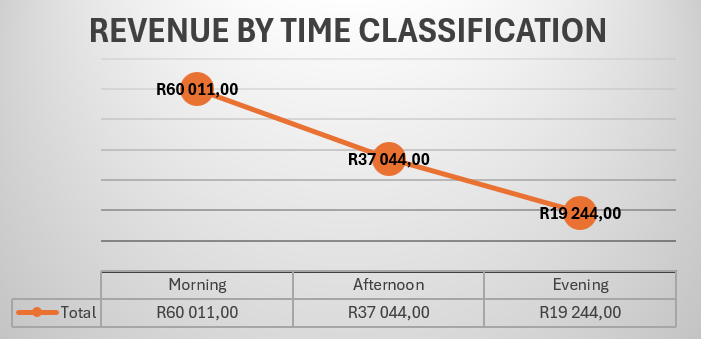 REVENUE BY TIME CLASSIFICATION
R60 011,00
R37 044,00
R19 244,00
Morning Afternoon Evening
Total R60 011,00 R37 044,00 R19 244,00